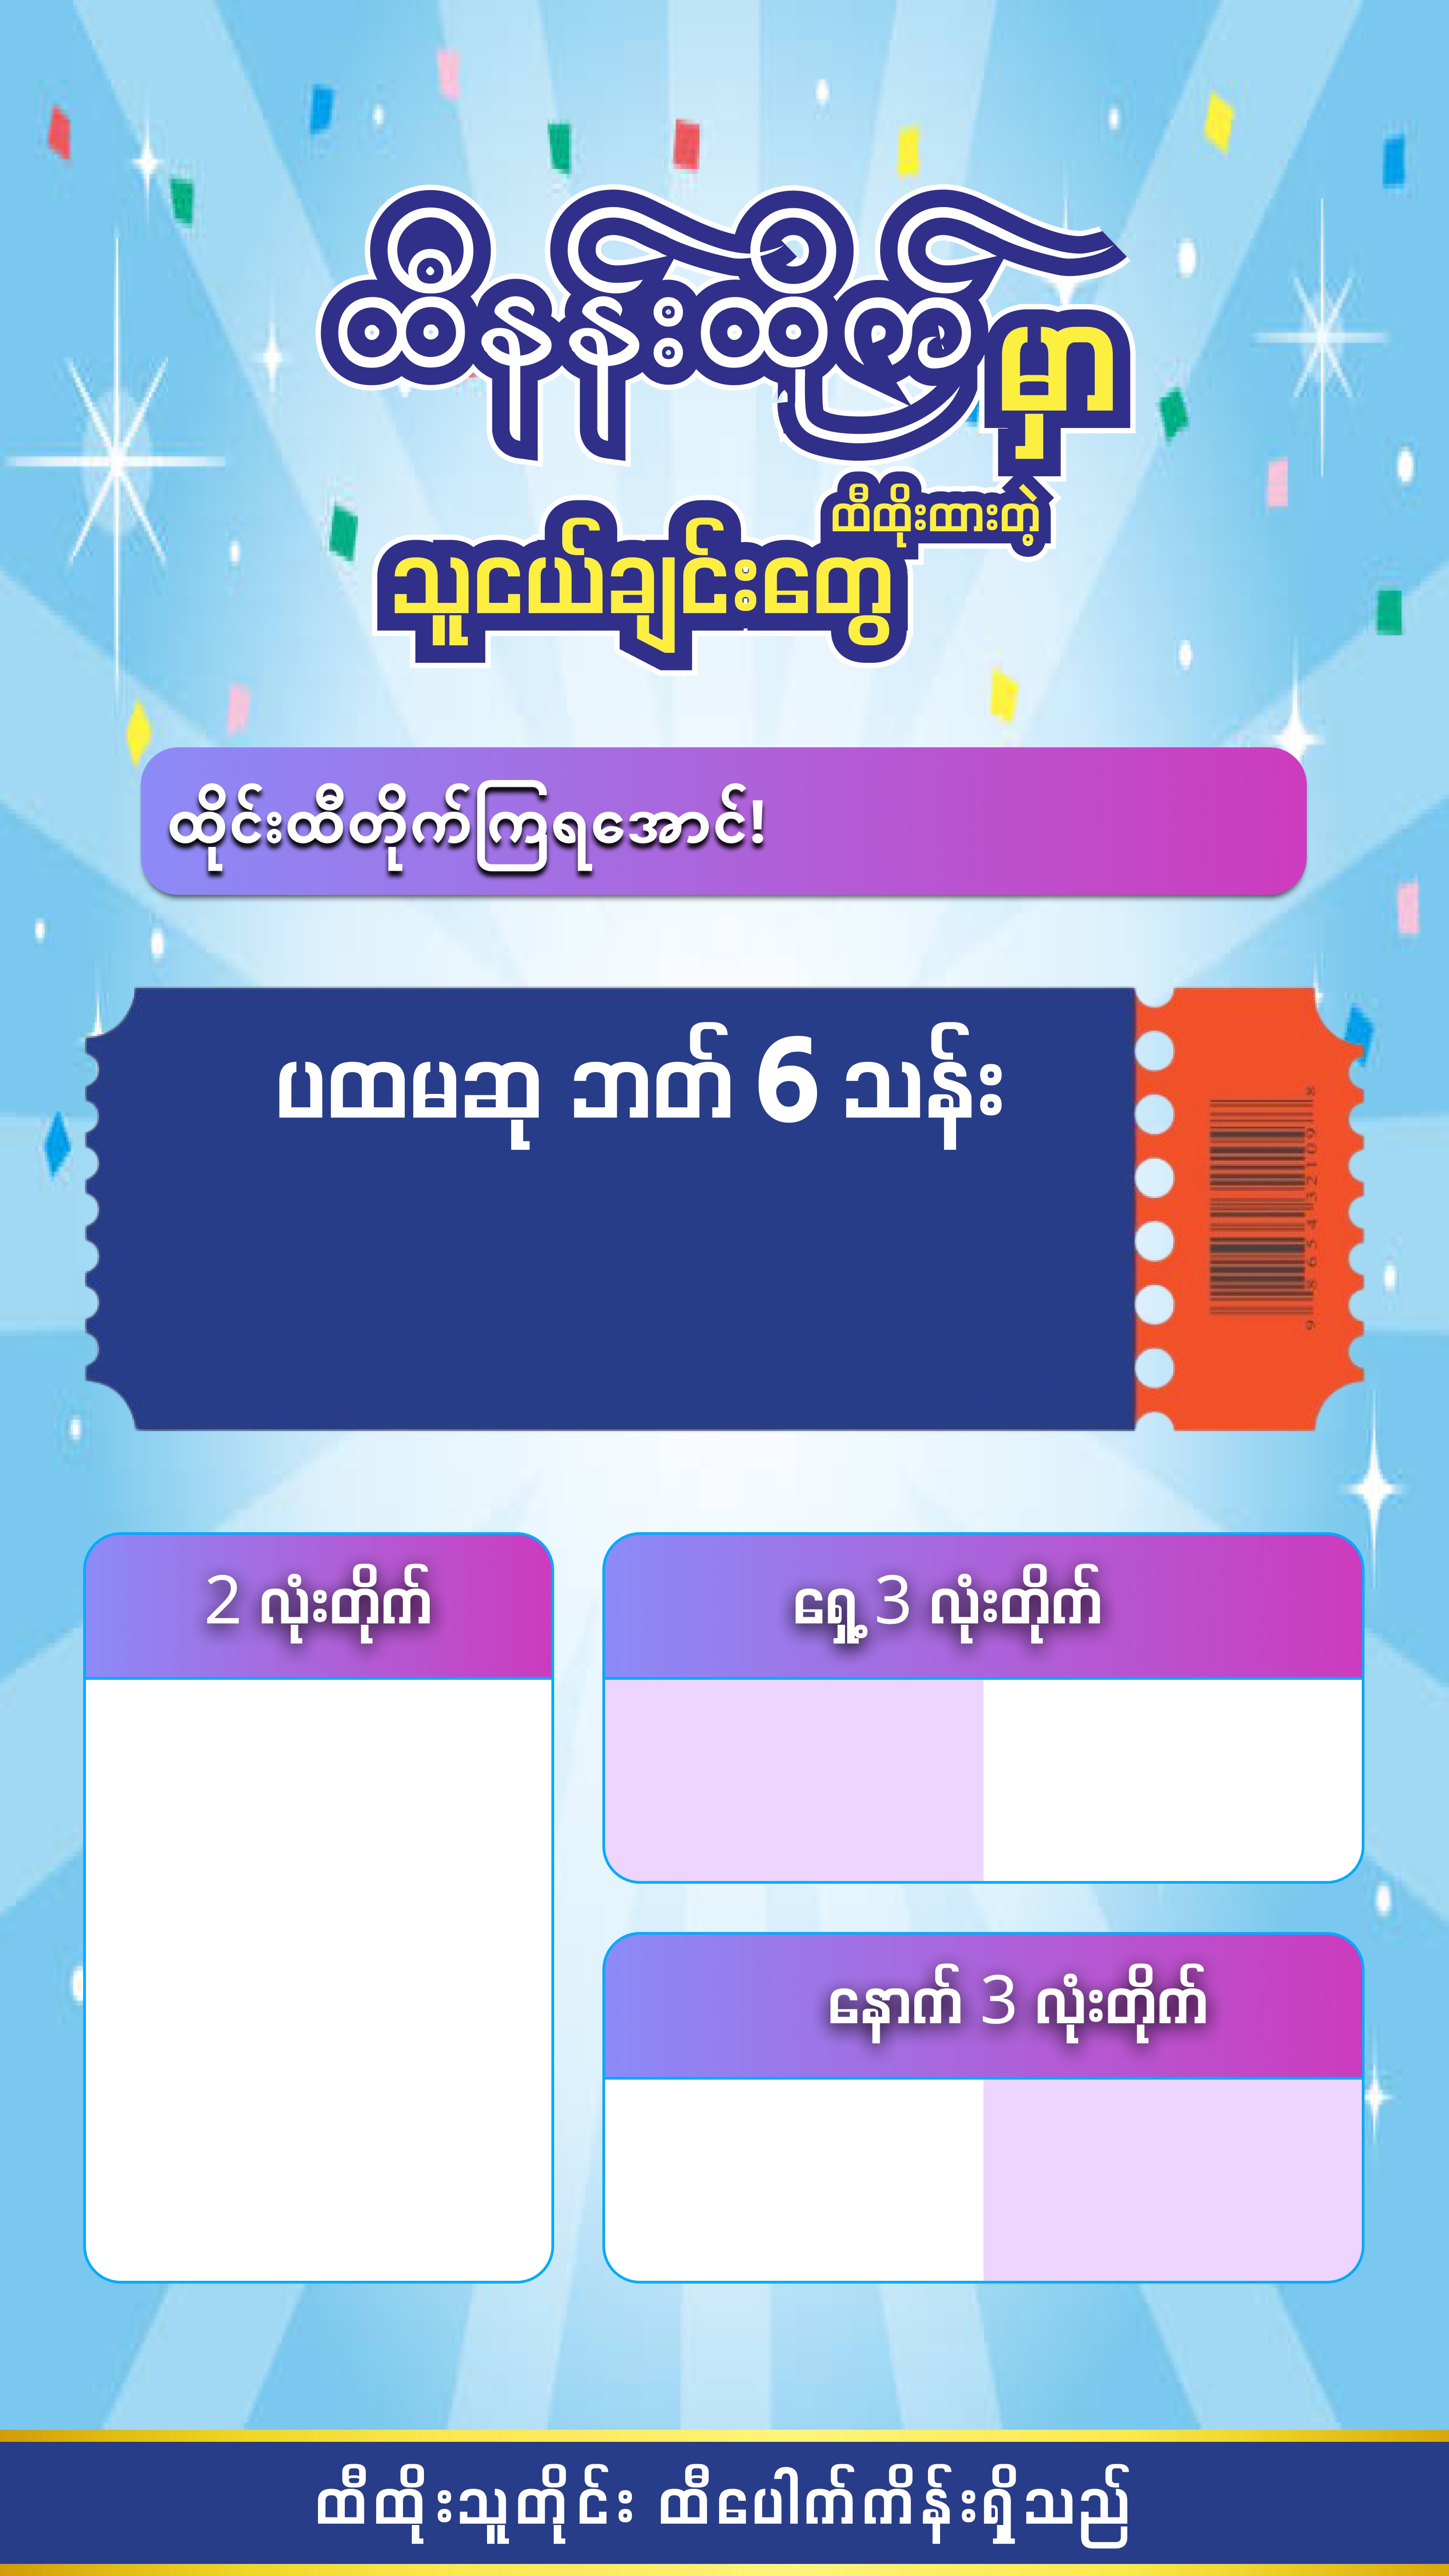 ထီနန်းထိုက်မှာ
ထီထိုးထားတဲ့
သူငယ်ချင်းတွေ
ထိုင်းထီတိုက်ကြရအောင်!
ပထမဆု ဘတ် 6 သန်း
2 လုံးတိုက်
ရှေ့ 3 လုံးတိုက်
နောက် 3 လုံးတိုက်
ထီထိုးသူတိုင်း ထီပေါက်ကိန်းရှိသည်